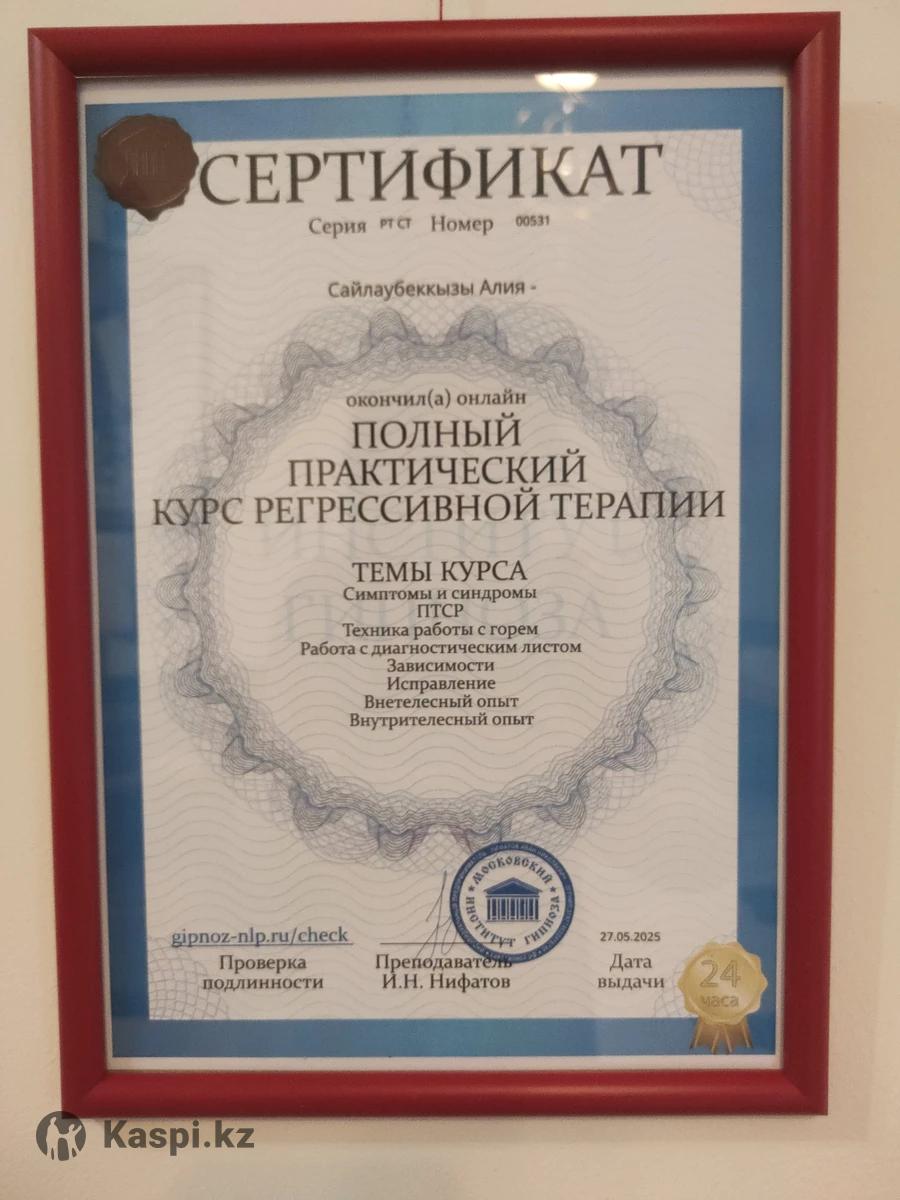 СЕРТИФИКАТ
Серия РТ СТ Номер 00531
Сайлаубеккызы Алия -
окончил(а) онлайн
ПОЛНЫЙ
ПРАКТИЧЕСКИЙ
КУРС РЕГРЕССИВНОЙ ТЕРАПИИ
ИНСТИТУТ
ГИПНОЗА
ТЕМЫ КУРСА
Симптомы и синдромы
ПТСР
Техника работы с горем
Работа с диагностическим листом
Зависимости
Исправление
Внетелесный опыт
Внутрителесный опыт
МОСКОВСКИЙ
ИНСТИТУТ ГИПНОЗА
gipnoz-nlp.ru/check
Проверка
подлинности
Преподаватель
И.Н. Нифатов
27.05.2025
Дата
выдачи
24
часа
Kaspi.kz